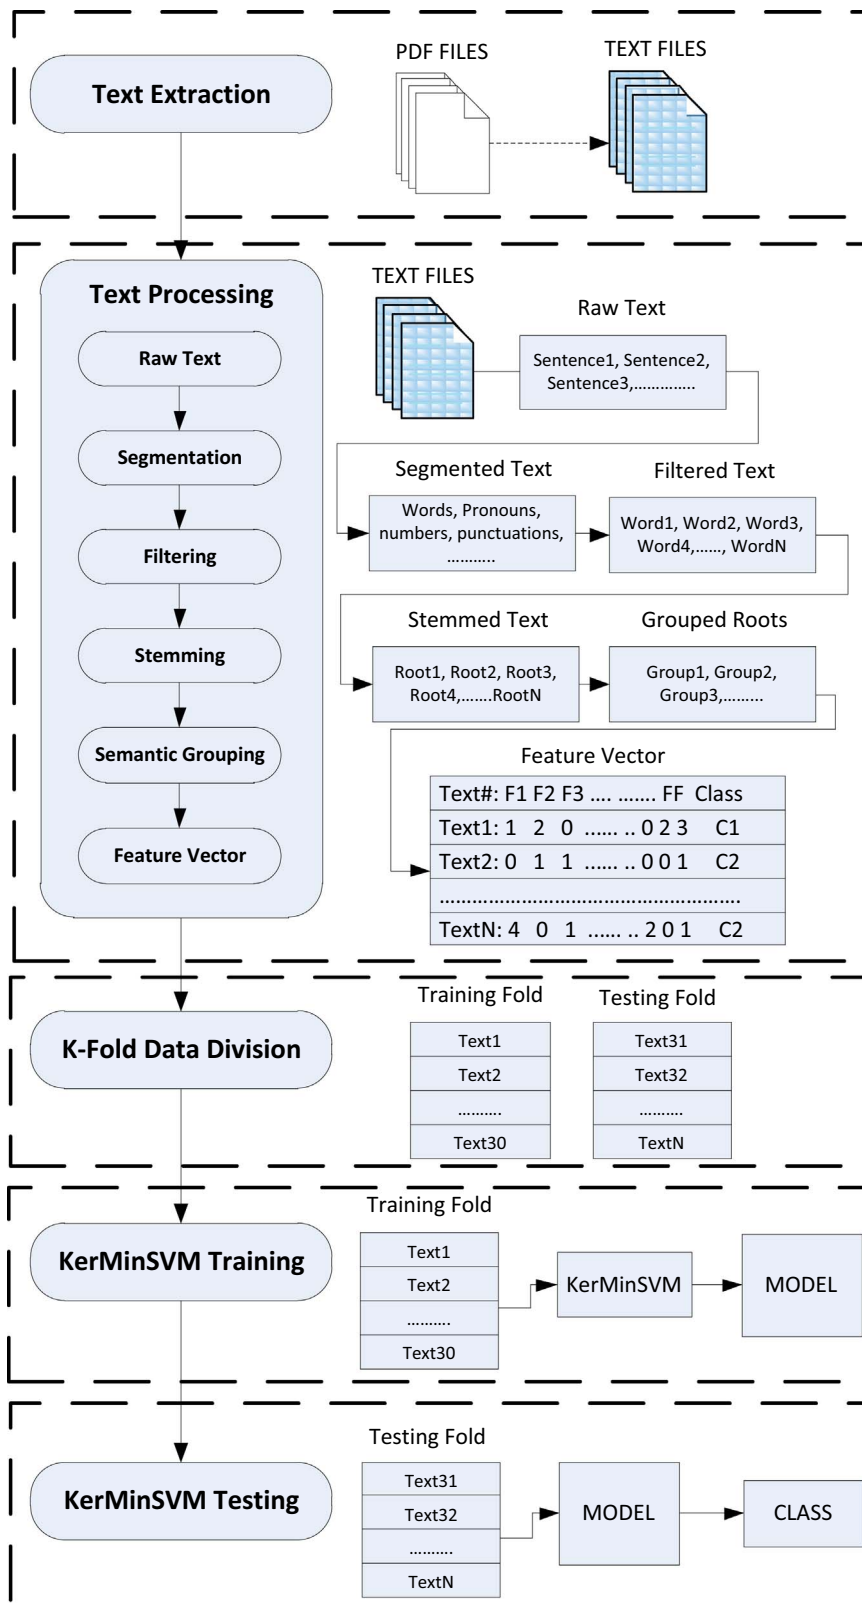 PDF FILES
TEXT FILES
Text Extraction
Text Processing
Raw Text
Segmentation
Filtering
Stemming
Semantic Grouping
Feature Vector
TEXT FILES
Raw Text
Sentence1, Sentence2,
Sentence3,..............
Segmented Text
Words, Pronouns,
numbers, punctuations,
...........
Filtered Text
Word1, Word2, Word3,
Word4,......, WordN
Stemmed Text
Root1, Root2, Root3,
Root4,.......RootN
Grouped Roots
Group1, Group2,
Group3,.........
Feature Vector
Text#: F1 F2 F3 .... ....... FF Class
Text1: 1 2 0 ...... .. 0 2 3 C1
Text2: 0 1 1 ...... .. 0 0 1 C2
......................................................
TextN: 4 0 1 ...... .. 2 0 1 C2
K-Fold Data Division
Training Fold
Text1
Text2
..........
Text30
Testing Fold
Text31
Text32
..........
TextN
KerMinSVM Training
Training Fold
Text1
Text2
..........
Text30
KerMinSVM
MODEL
KerMinSVM Testing
Testing Fold
Text31
Text32
..........
TextN
MODEL
CLASS